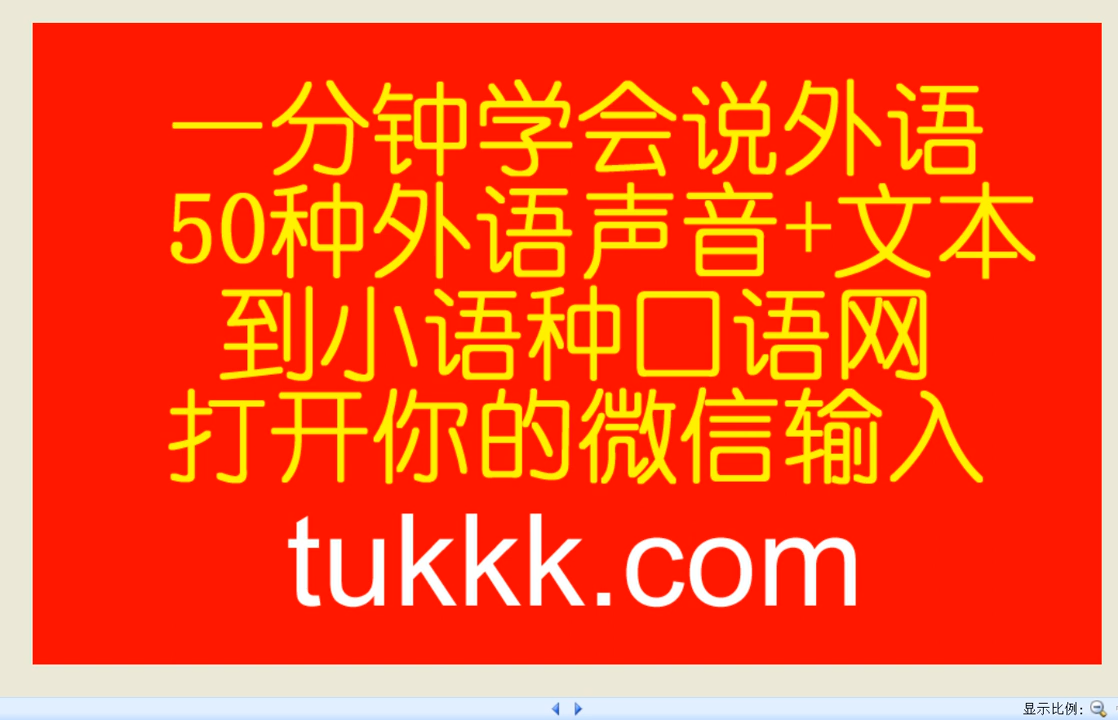 一分钟学会说外语
50种外语声音+文本
到小语种口语网
打开你的微信输入
tukkk.com
显示比例: